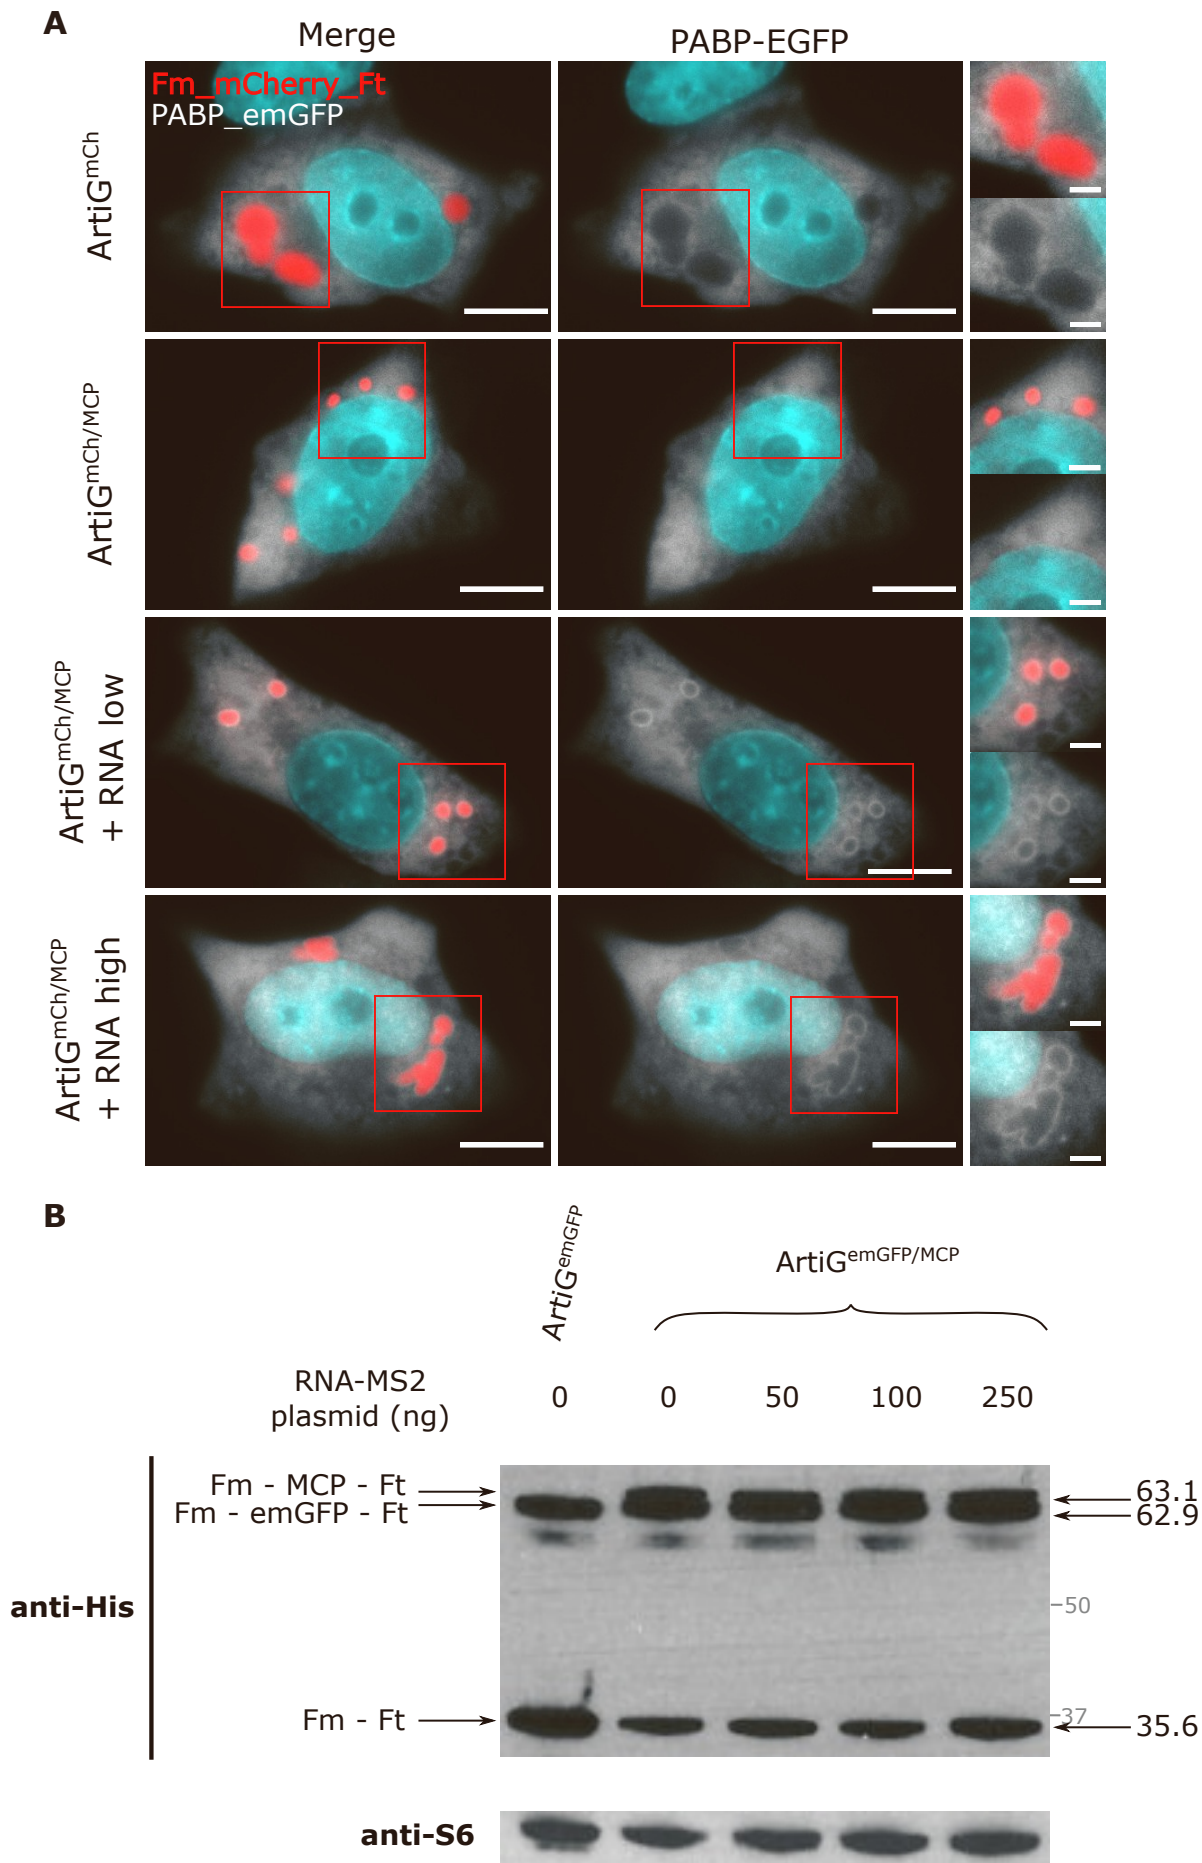 A
Merge
PABP-EGFP
Fm_mCherry_Ft
PABP_emGFP
ArtiG^mCh
ArtiG^mCh/MCP
ArtiG^mCh/MCP
+ RNA low
ArtiG^mCh/MCP
+ RNA high
B
ArtiG^emGFP
ArtiG^emGFP/MCP
RNA-MS2
plasmid (ng)
0 0 50 100 250
Fm - MCP - Ft
63.1
Fm - emGFP - Ft
62.9
anti-His
50
Fm - Ft
37
35.6
anti-S6